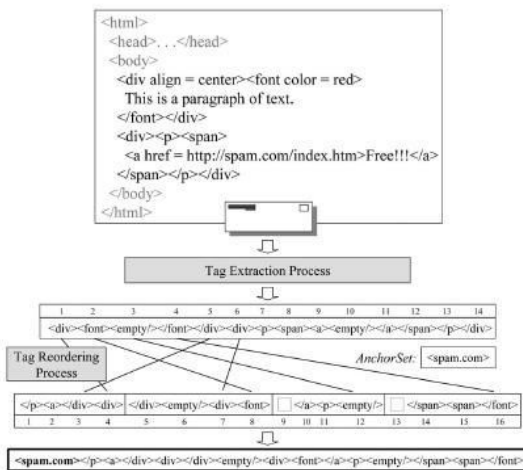 <html>
<head>. . .</head>
<body>
<div align = center><font color = red>
This is a paragraph of text.
</font></div>
<div><p><span>
<a href = http://spam.com/index.htm>Free!!!</a>
</span></p></div>
</body>
</html>
Tag Extraction Process
1 2 3 4 5 6 7 8 9 10 11 12 13 14
<div><font><empty/></font></div><div><p><span><a><empty/></a></span></p></div>
Tag Reordering Process
AnchorSet: <spam.com>
</p><a></div><div> </div><empty/><div><font> </a><p><empty/> </span><span></font>
1 2 3 4 5 6 7 8 9 10 11 12 13 14 15 16
<spam.com></p><a></div><div></div><empty/><div><font></a><p><empty/></span><span></font>